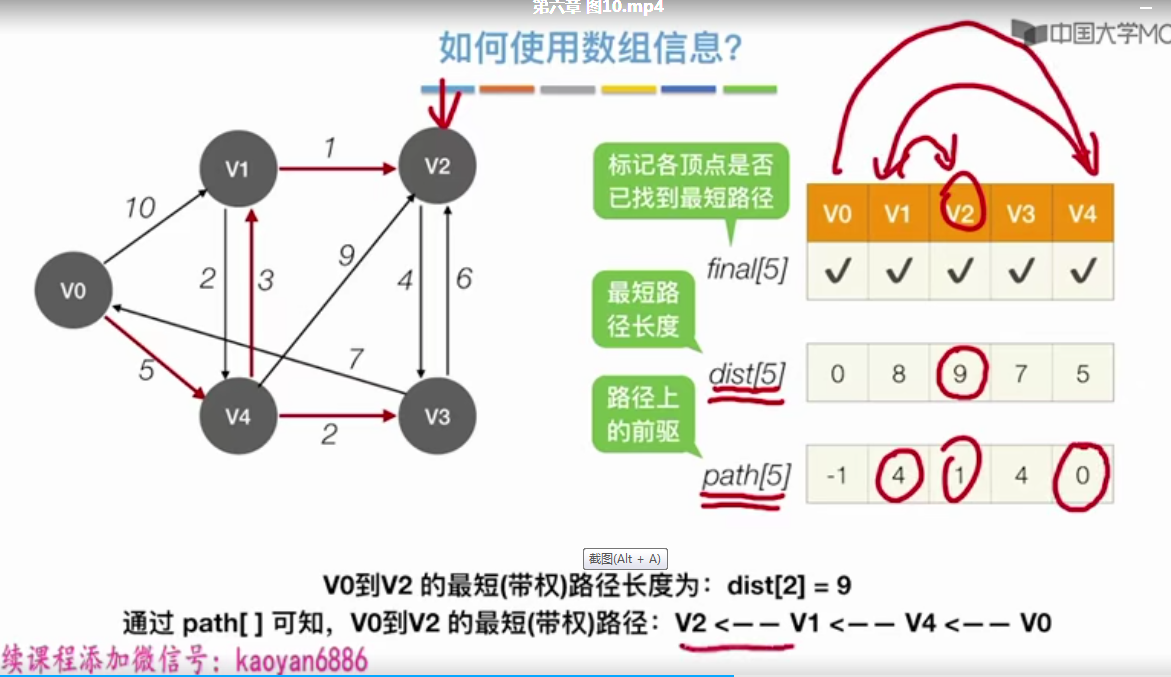 第六章 图10.mp4
中国大学MO
如何使用数组信息?
V1
1
V2
10
9
2
3
4
6
V0
7
5
V4
2
V3
标记各顶点是否
已找到最短路径
V0 V1 V2 V3 V4
final[5] ✔ ✔ ✔ ✔ ✔
最短路
径长度
dist[5] 0 8 9 7 5
路径上
的前驱
path[5] -1 4 1 4 0
截图(Alt + A)
V0到V2 的最短(带权)路径长度为：dist[2] = 9
通过 path[ ] 可知，V0到V2 的最短(带权)路径：V2 <—— V1 <—— V4 <—— V0
续课程添加微信号：kaoyan6886